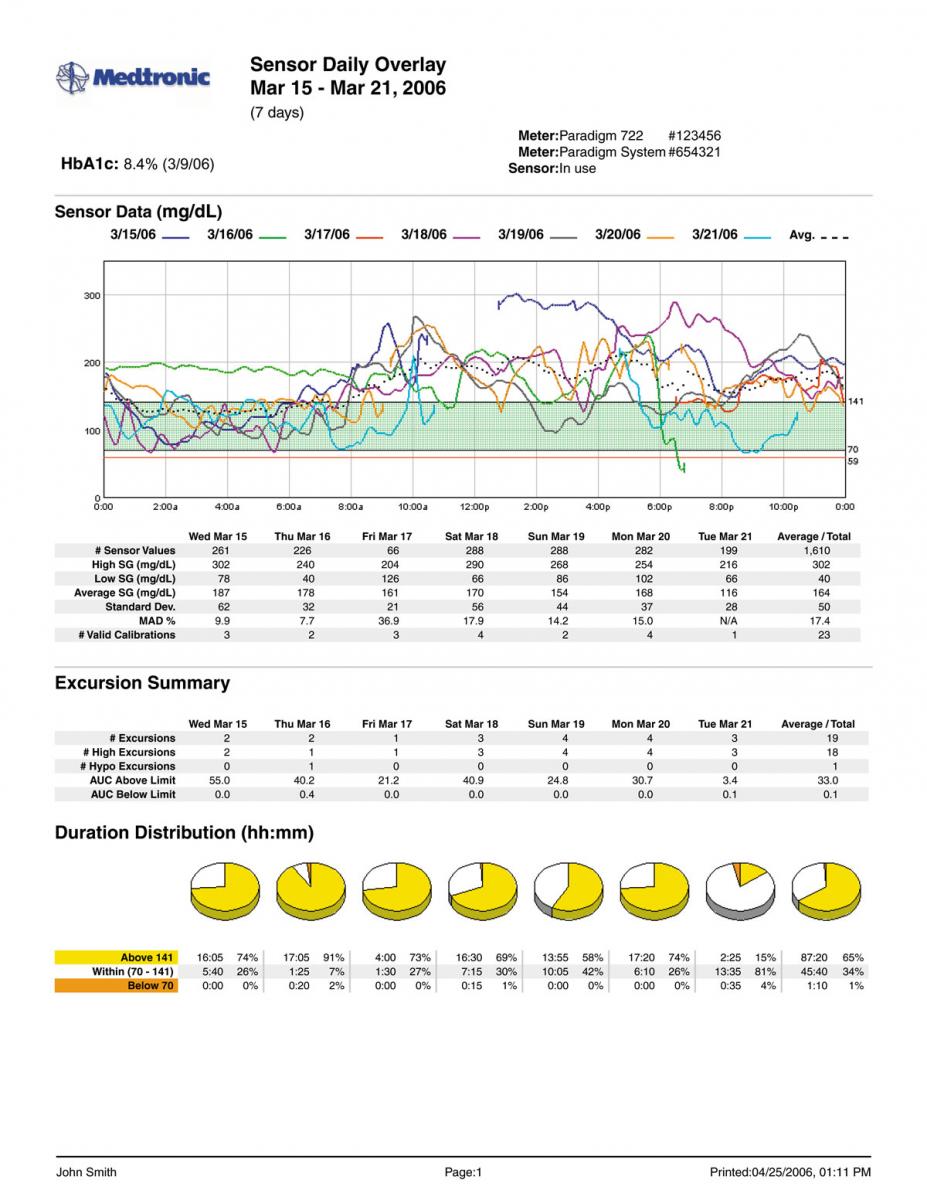 Medtronic
Sensor Daily Overlay
Mar 15 - Mar 21, 2006
(7 days)
Meter:Paradigm 722 #123456
Meter:Paradigm System #654321
Sensor:In use
HbA1c: 8.4% (3/9/06)
Sensor Data (mg/dL)
3/15/06 3/16/06 3/17/06 3/18/06 3/19/06 3/20/06 3/21/06 Avg.
300
200
141
100
70
59
0
0:00 2:00a 4:00a 6:00a 8:00a 10:00a 12:00p 2:00p 4:00p 6:00p 8:00p 10:00p 0:00
Wed Mar 15 Thu Mar 16 Fri Mar 17 Sat Mar 18 Sun Mar 19 Mon Mar 20 Tue Mar 21 Average / Total
# Sensor Values 261 226 66 288 288 282 199 1,610
High SG (mg/dL) 302 240 204 290 268 254 216 302
Low SG (mg/dL) 78 40 126 66 86 102 66 40
Average SG (mg/dL) 187 178 161 170 154 168 116 164
Standard Dev. 62 32 21 56 44 37 28 50
MAD % 9.9 7.7 36.9 17.9 14.2 15.0 N/A 17.4
# Valid Calibrations 3 2 3 4 2 4 1 23
Excursion Summary
Wed Mar 15 Thu Mar 16 Fri Mar 17 Sat Mar 18 Sun Mar 19 Mon Mar 20 Tue Mar 21 Average / Total
# Excursions 2 2 1 3 4 4 3 19
# High Excursions 2 1 1 3 4 4 3 18
# Hypo Excursions 0 1 0 0 0 0 0 1
AUC Above Limit 55.0 40.2 21.2 40.9 24.8 30.7 3.4 33.0
AUC Below Limit 0.0 0.4 0.0 0.0 0.0 0.0 0.1 0.1
Duration Distribution (hh:mm)
Above 141 16:05 74% 17:05 91% 4:00 73% 16:30 69% 13:55 58% 17:20 74% 2:25 15% 87:20 65%
Within (70 - 141) 5:40 26% 1:25 7% 1:30 27% 7:15 30% 10:05 42% 6:10 26% 13:35 81% 45:40 34%
Below 70 0:00 0% 0:20 2% 0:00 0% 0:15 1% 0:00 0% 0:00 0% 0:35 4% 1:10 1%
John Smith Page:1 Printed:04/25/2006, 01:11 PM